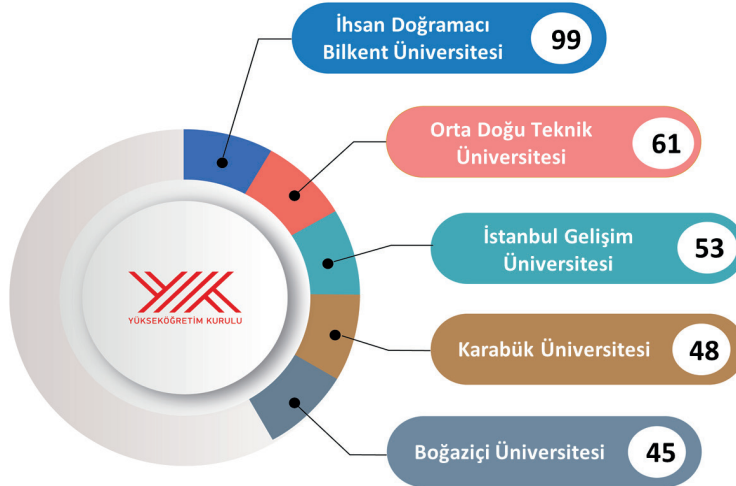 İhsan Doğramacı
Bilkent Üniversitesi
99
Orta Doğu Teknik
Üniversitesi
61
İstanbul Gelişim
Üniversitesi
53
YÜKSEKÖĞRETİM KURULU
Karabük Üniversitesi
48
Boğaziçi Üniversitesi
45